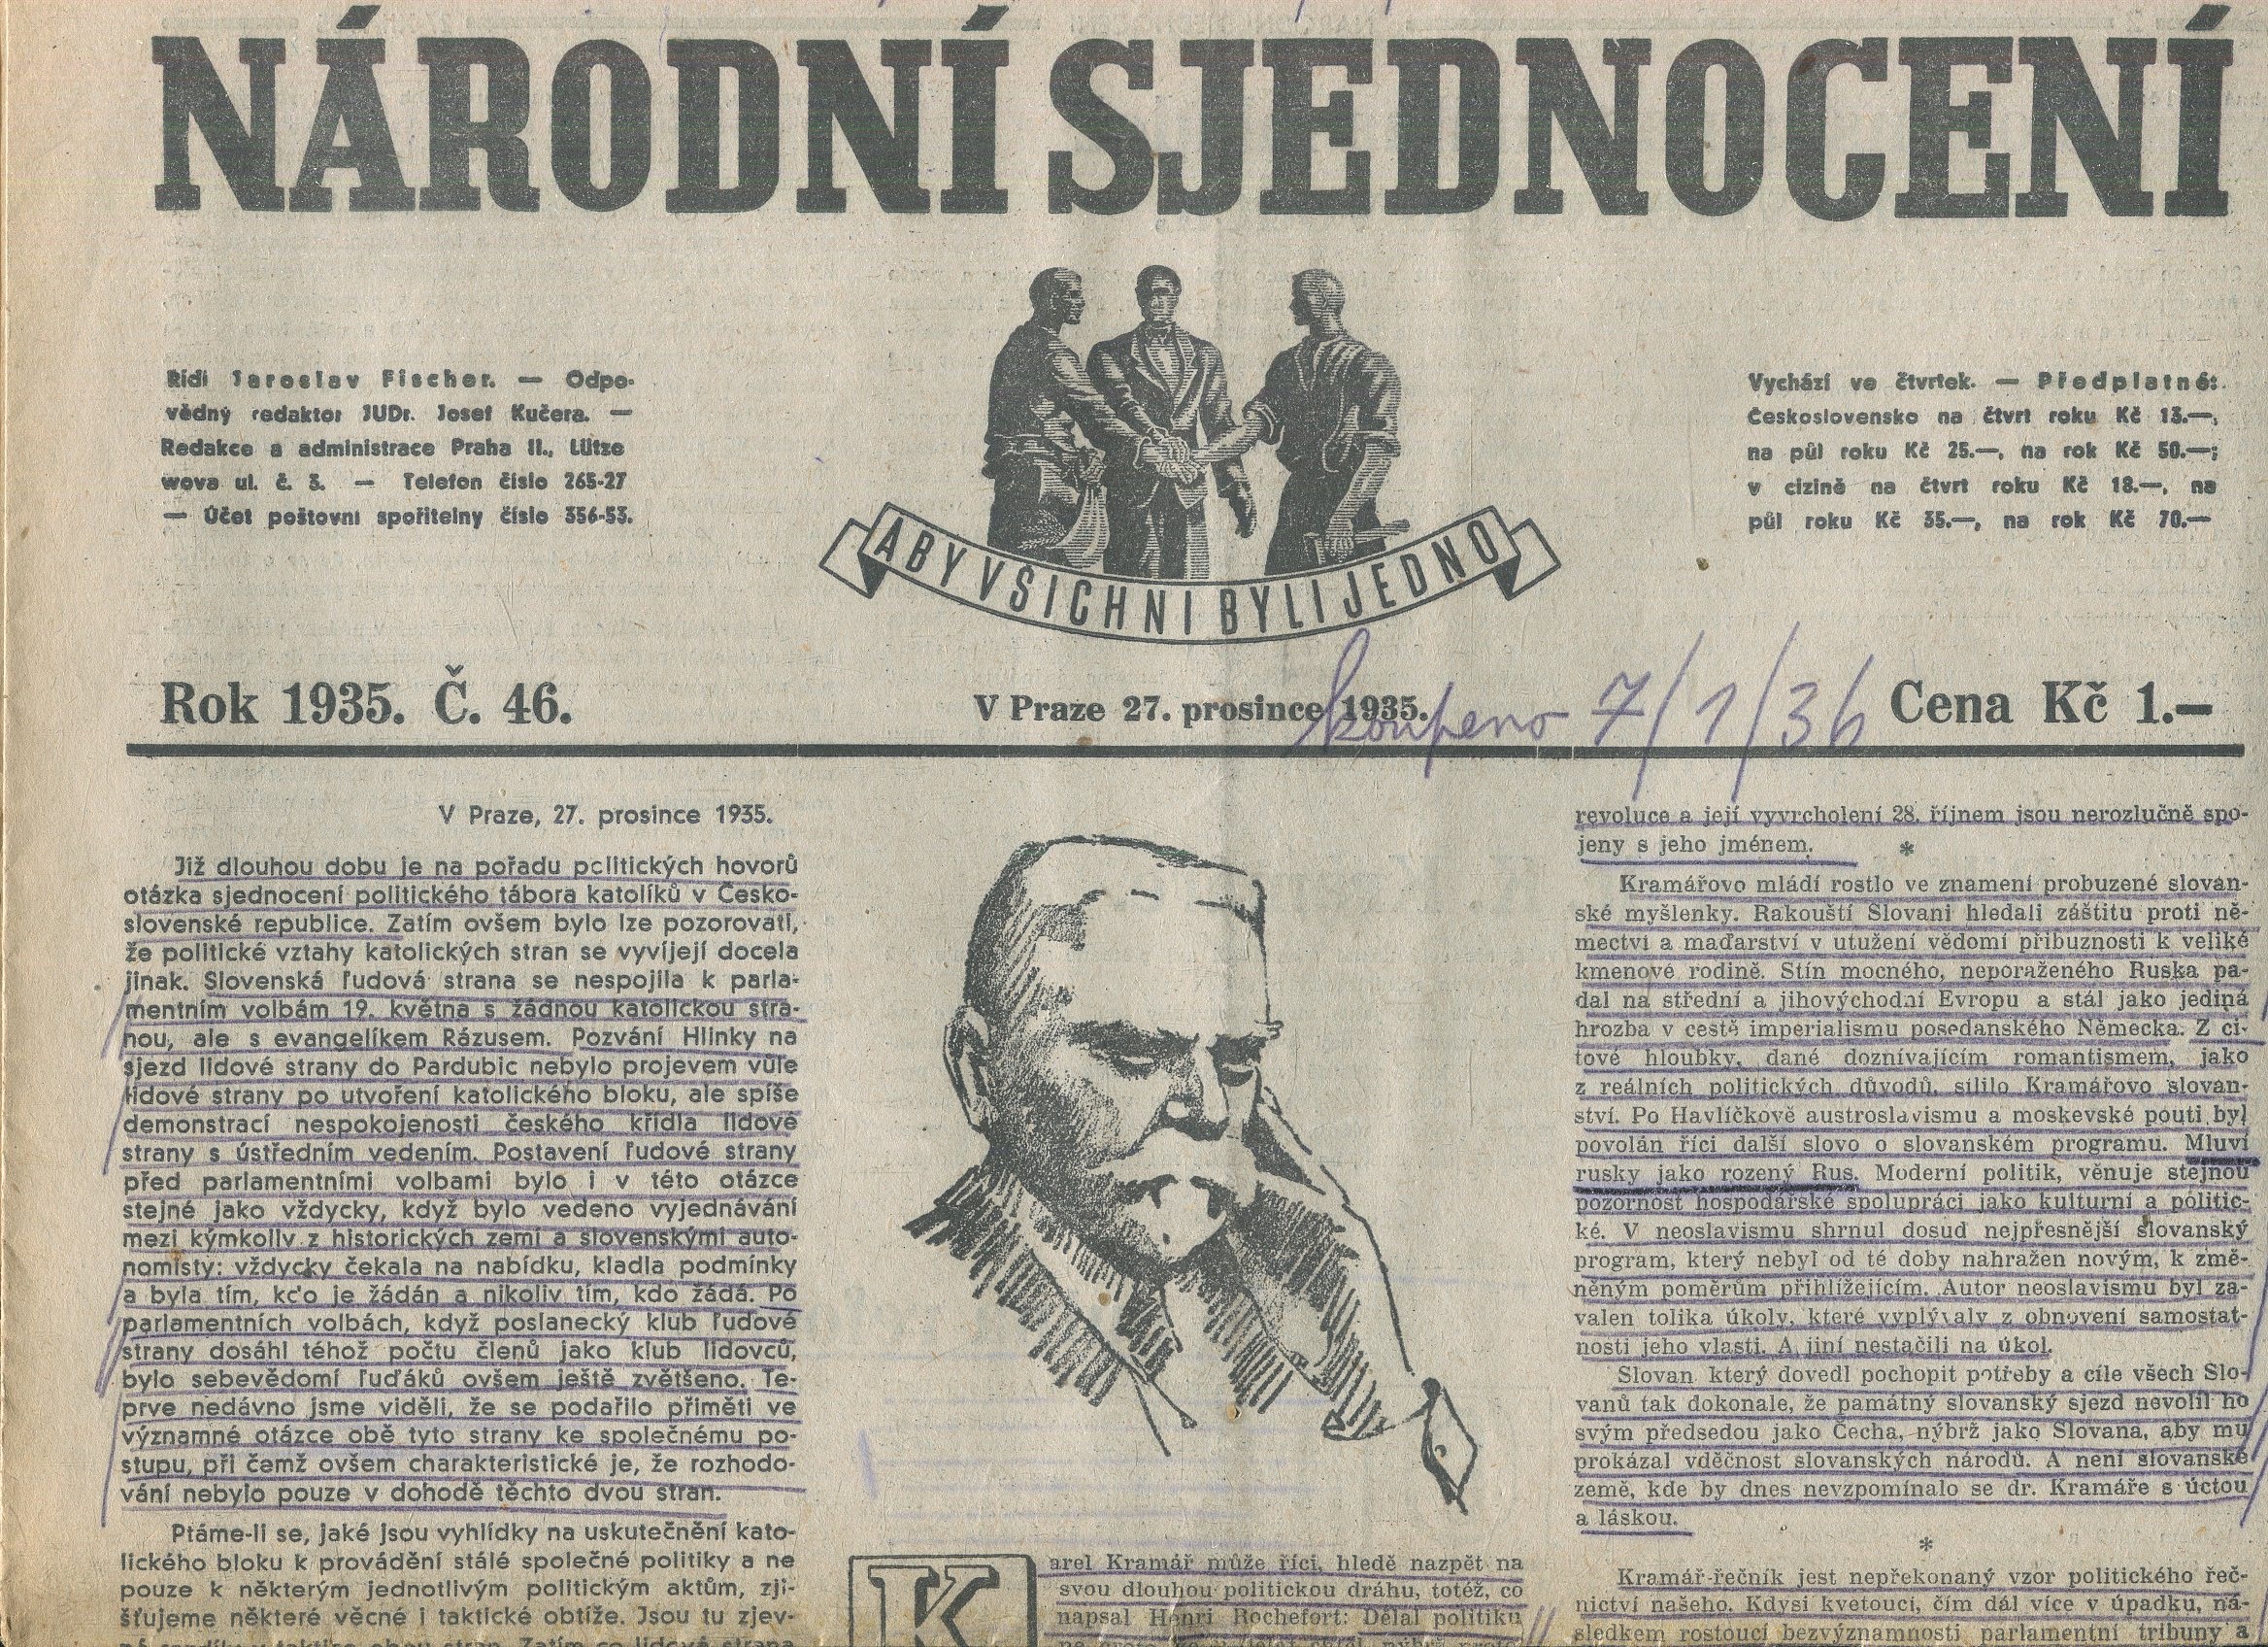 NÁRODNÍ SJEDNOCENÍ
Řídí Jaroslav Fischer. — Odpo-
vědný redaktor JUDr. Josef Kučera. —
Redakce a administrace Praha II., Lütze
wova ul. č. 3. — Telefon číslo 265-27
— Účet poštovní spořitelny číslo 356-53.
ABY VŠICHNI BYLI JEDNO
Vychází ve čtvrtek. — Předplatné:
Československo na čtvrt roku Kč 13.—,
na půl roku Kč 25.—, na rok Kč 50.—;
v cizině na čtvrt roku Kč 18.—, na
půl roku Kč 35.—, na rok Kč 70.—
Rok 1935. Č. 46.
V Praze 27. prosince 1935.
koupeno 7/1/36
Cena Kč 1.—
V Praze, 27. prosince 1935.
Již dlouhou dobu je na pořadu politických hovorů
otázka sjednocení politického tábora katolíků v Česko-
slovenské republice. Zatím ovšem bylo lze pozorovati,
že politické vztahy katolických stran se vyvíjejí docela
jinak. Slovenská ľudová strana se nespojila k parla-
mentním volbám 19. května s žádnou katolickou stra-
nou, ale s evangelíkem Rázusem. Pozvání Hlinky na
sjezd lidové strany do Pardubic nebylo projevem vůle
lidové strany po utvoření katolického bloku, ale spíše
demonstrací nespokojenosti českého křídla lidové
strany s ústředním vedením. Postavení ľudové strany
před parlamentními volbami bylo i v této otázce
stejné jako vždycky, když bylo vedeno vyjednávání
mezi kýmkoliv z historických zemí a slovenskými auto-
nomisty: vždycky čekala na nabídku, kladla podmínky
a byla tím, kdo je žádán a nikoliv tím, kdo žádá. Po
parlamentních volbách, když poslanecký klub ľudové
strany dosáhl téhož počtu členů jako klub lidovců,
bylo sebevědomí ľuďáků ovšem ještě zvětšeno. Te-
prve nedávno jsme viděli, že se podařilo přiměti ve
významné otázce obě tyto strany ke společnému po-
stupu, při čemž ovšem charakteristické je, že rozhodo-
vání nebylo pouze v dohodě těchto dvou stran.
Ptáme-li se, jaké jsou vyhlídky na uskutečnění kato-
lického bloku k provádění stálé společné politiky a ne
pouze k některým jednotlivým politickým aktům, zji-
šťujeme některé věcné i taktické obtíže. Jsou tu zjev-
Zatím co lidová strana
Karel Kramář může říci, hledě nazpět na
svou dlouhou politickou dráhu, totéž, co
napsal Henri Rochefort: Dělal politiku
revoluce a její vyvrcholení 28. říjnem jsou nerozlučně spo-
jeny s jeho jménem.
*
Kramářovo mládí rostlo ve znamení probuzené slovan-
ské myšlenky. Rakouští Slovani hledali záštitu proti ně-
mectví a maďarství v utužení vědomí příbuznosti k veliké
kmenové rodině. Stín mocného, neporaženého Ruska pa-
dal na střední a jihovýchodní Evropu a stál jako jediná
hrozba v cestě imperialismu posedanského Německa. Z ci-
tové hloubky, dané doznívajícím romantismem, jako
z reálních politických důvodů, sílilo Kramářovo slovan-
ství. Po Havlíčkově austroslavismu a moskevské pouti byl
povolán říci další slovo o slovanském programu. Mluví
rusky jako rozený Rus. Moderní politik, věnuje stejnou
pozornost hospodářské spolupráci jako kulturní a politic-
ké. V neoslavismu shrnul dosud nejpřesnější slovanský
program, který nebyl od té doby nahražen novým, k změ-
něným poměrům přihlížejícím. Autor neoslavismu byl za-
valen tolika úkoly, které vyplývaly z obnovení samostat-
nosti jeho vlasti. A jiní nestačili na úkol.
Slovan který dovedl pochopit potřeby a cíle všech Slo-
vanů tak dokonale, že památný slovanský sjezd nevolil ho
svým předsedou jako Čecha, nýbrž jako Slovana, aby mu
prokázal vděčnost slovanských národů. A není slovanské
země, kde by dnes nevzpomínalo se dr. Kramáře s úctou
a láskou.
*
Kramář-řečník jest nepřekonaný vzor politického řeč-
nictví našeho. Kdysi kvetoucí, čím dál více v úpadku, ná-
sledkem rostoucí bezvýznamnosti parlamentní tribuny a